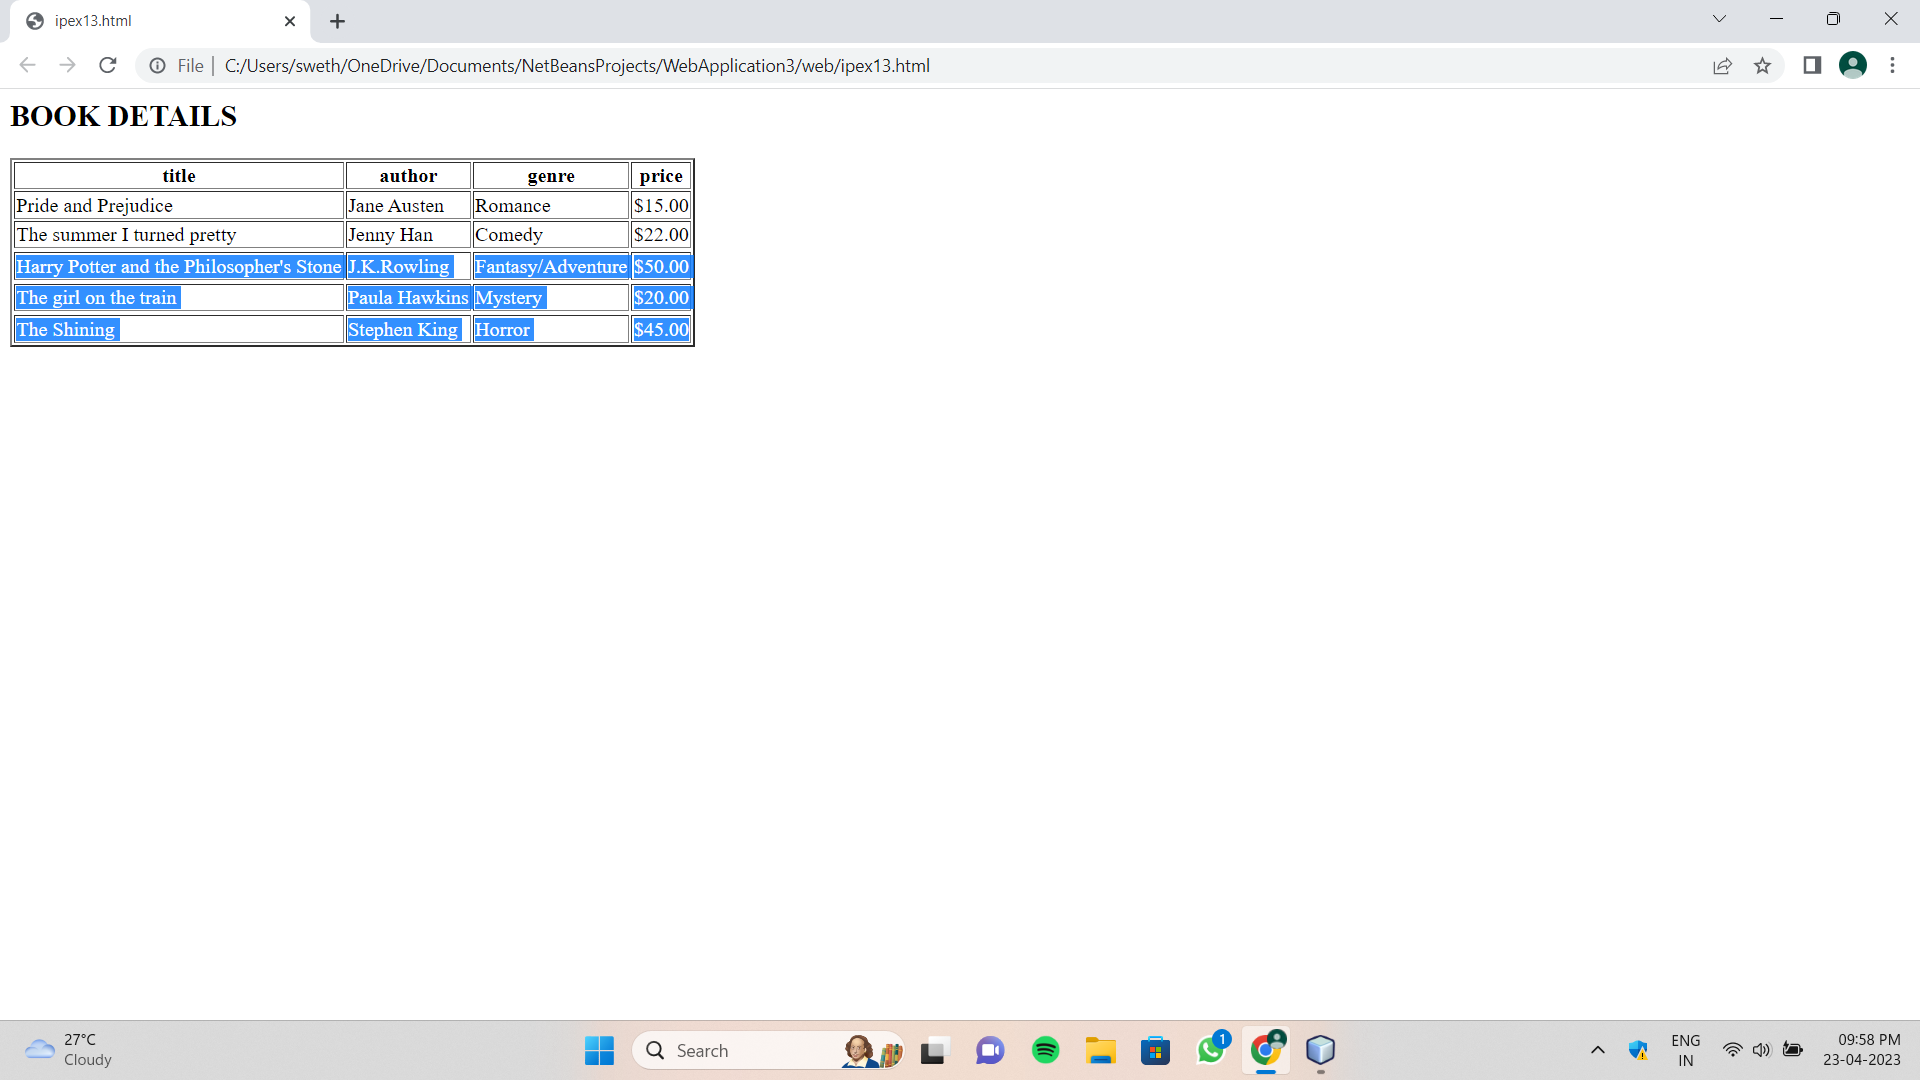 ipex13.html
File | C:/Users/sweth/OneDrive/Documents/NetBeansProjects/WebApplication3/web/ipex13.html
BOOK DETAILS
title author genre price
Pride and Prejudice Jane Austen Romance $15.00
The summer I turned pretty Jenny Han Comedy $22.00
Harry Potter and the Philosopher's Stone J.K.Rowling Fantasy/Adventure $50.00
The girl on the train Paula Hawkins Mystery $20.00
The Shining Stephen King Horror $45.00
27°C
Cloudy
Search
1
ENG
IN
09:58 PM
23-04-2023